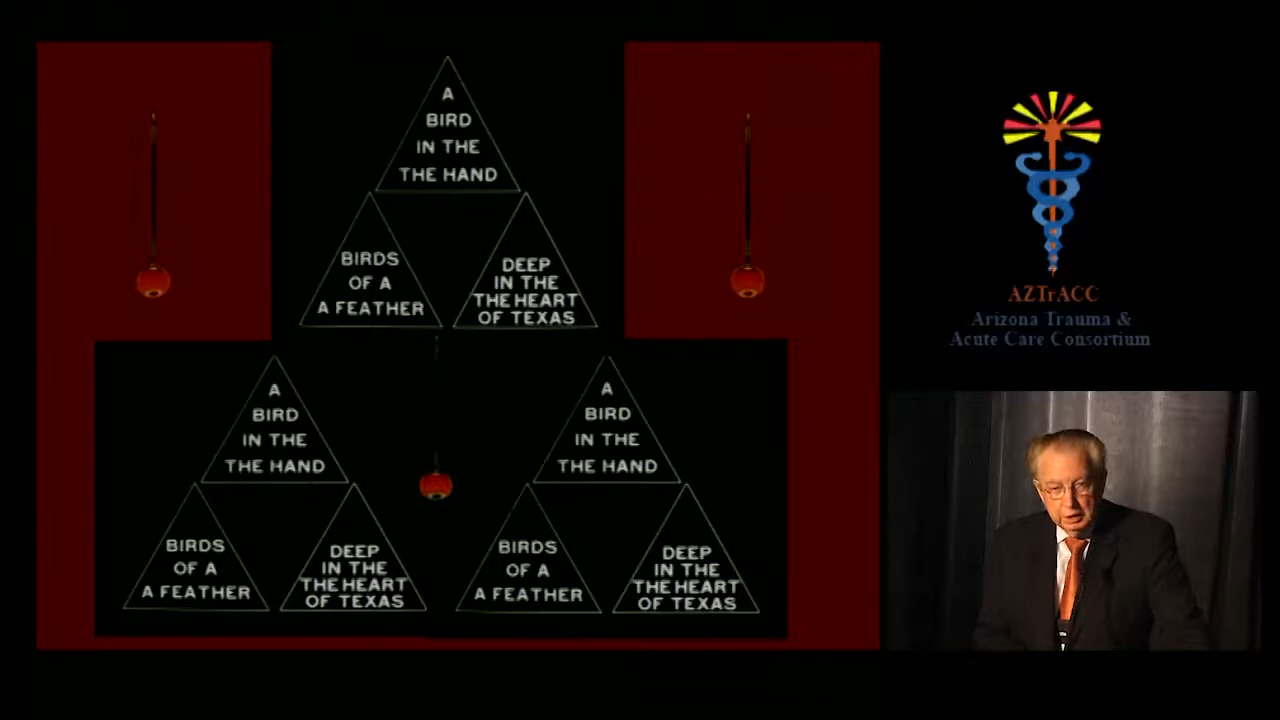 A
BIRD
IN THE
THE HAND
BIRDS
OF A
A FEATHER
DEEP
IN THE
THE HEART
OF TEXAS
A
BIRD
IN THE
THE HAND
BIRDS
OF A
A FEATHER
DEEP
IN THE
THE HEART
OF TEXAS
A
BIRD
IN THE
THE HAND
BIRDS
OF A
A FEATHER
DEEP
IN THE
THE HEART
OF TEXAS
AZTrACC
Arizona Trauma &
Acute Care Consortium